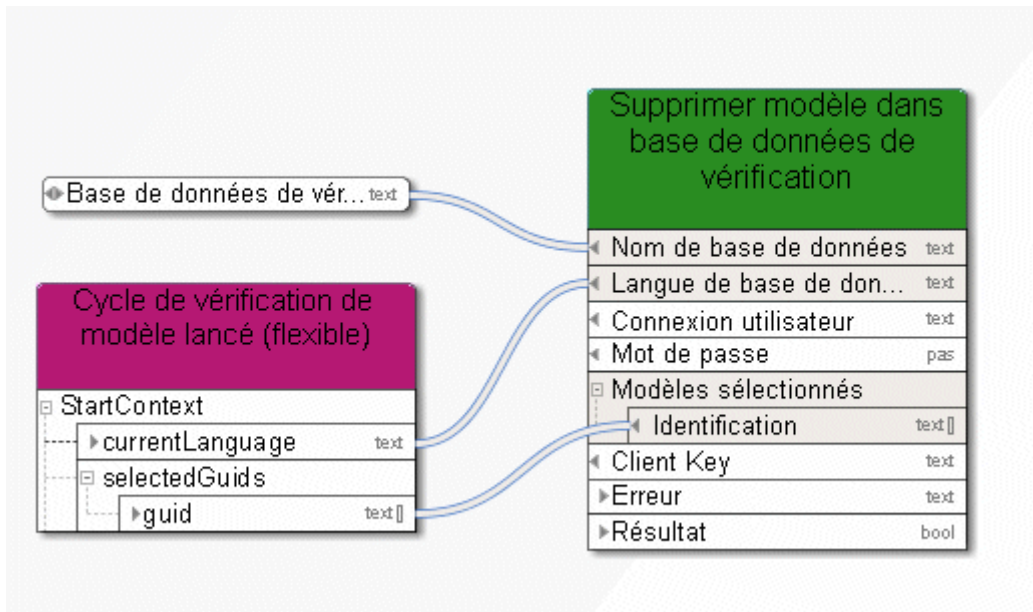 Supprimer modèle dans
base de données de
vérification
Base de données de vér... text
Nom de base de données text
Langue de base de don... text
Connexion utilisateur text
Mot de passe pas
Modèles sélectionnés
Identification text[]
Client Key text
Erreur text
Résultat bool
Cycle de vérification de
modèle lancé (flexible)
StartContext
currentLanguage text
selectedGuids
guid text[]